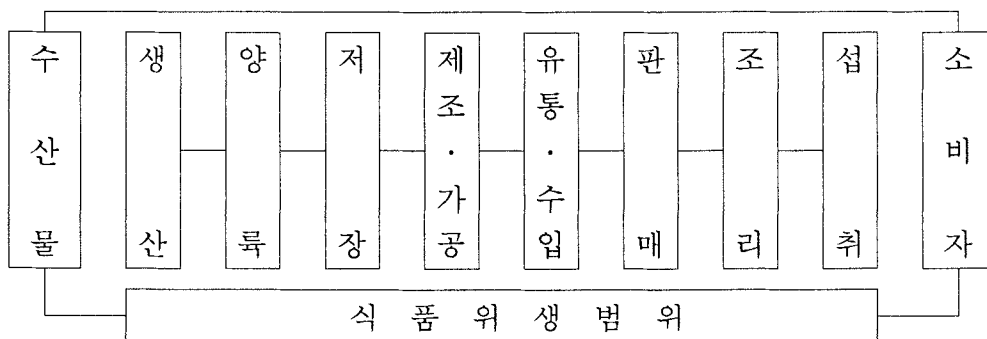 수산물
생산
양륙
저장
제조·가공
유통·수입
판매
조리
섭취
소비자
식품위생범위